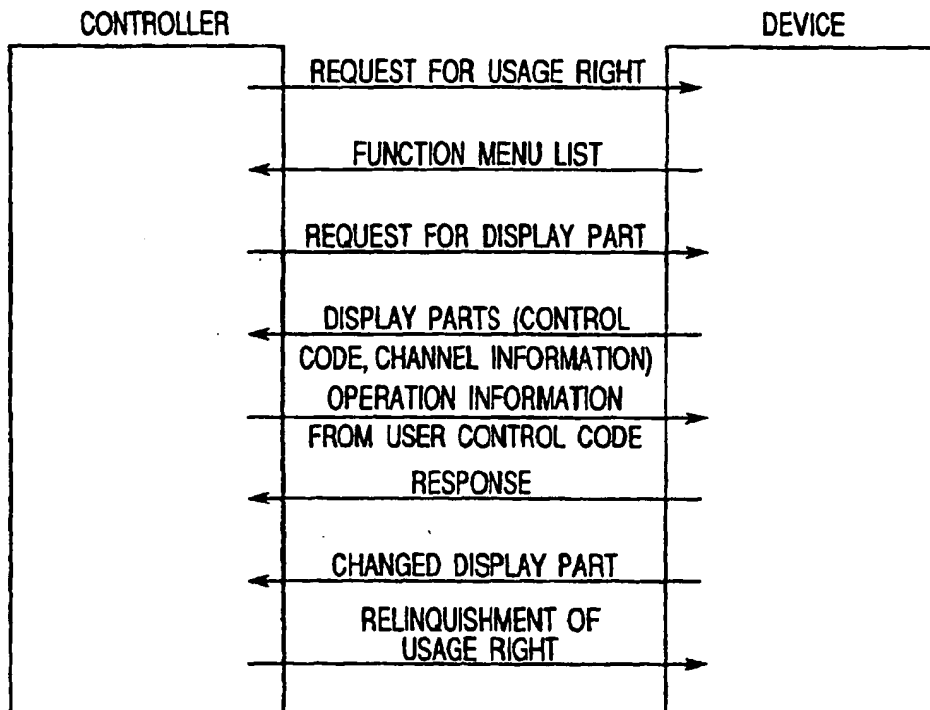 CONTROLLER
DEVICE
REQUEST FOR USAGE RIGHT
FUNCTION MENU LIST
REQUEST FOR DISPLAY PART
DISPLAY PARTS (CONTROL
CODE, CHANNEL INFORMATION)
OPERATION INFORMATION
FROM USER CONTROL CODE
RESPONSE
CHANGED DISPLAY PART
RELINQUISHMENT OF
USAGE RIGHT